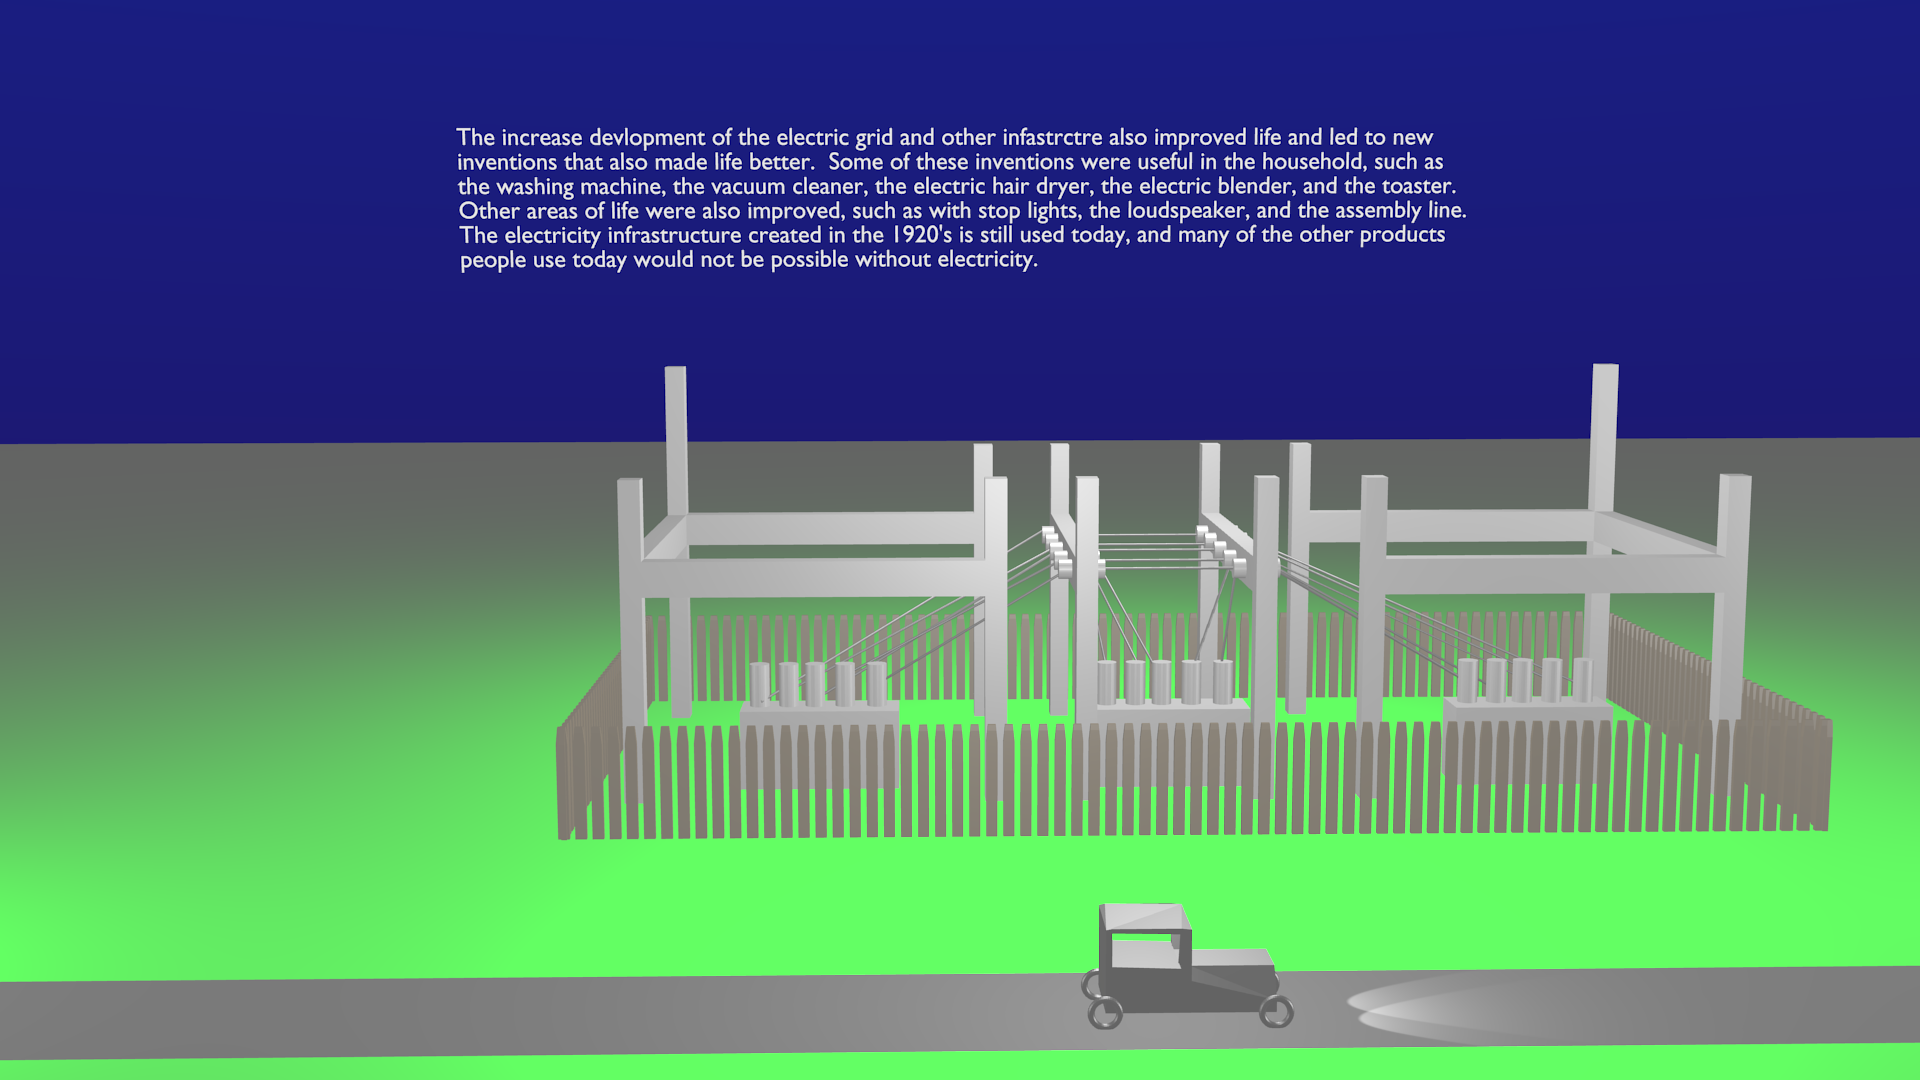 The increase devlopment of the electric grid and other infastrctre also improved life and led to new
inventions that also made life better.  Some of these inventions were useful in the household, such as
the washing machine, the vacuum cleaner, the electric hair dryer, the electric blender, and the toaster.
Other areas of life were also improved, such as with stop lights, the loudspeaker, and the assembly line.
The electricity infrastructure created in the 1920's is still used today, and many of the other products
people use today would not be possible without electricity.